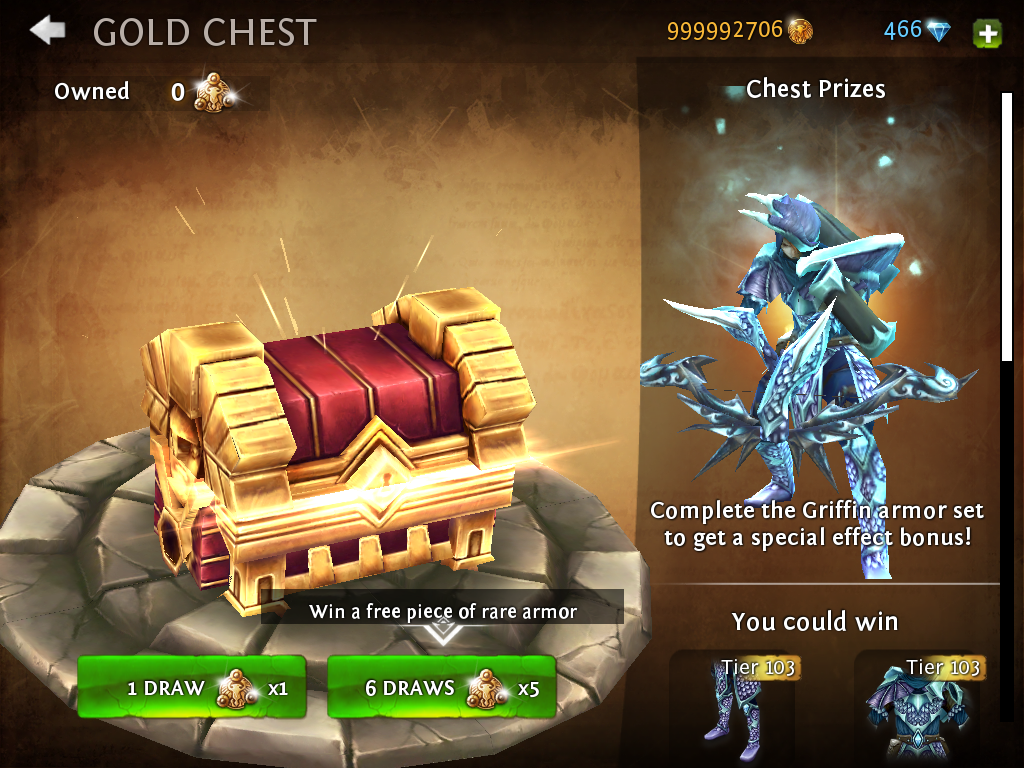 GOLD CHEST
999992706
466
Owned 0
Chest Prizes
Complete the Griffin armor set
to get a special effect bonus!
Win a free piece of rare armor
You could win
Tier 103
Tier 103
1 DRAW x1
6 DRAWS x5